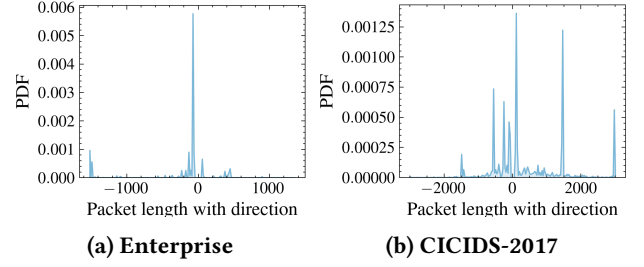 0.006
0.005
0.004
0.003
0.002
0.001
0.000
PDF
−1000 0 1000
Packet length with direction
(a) Enterprise
0.00125
0.00100
0.00075
0.00050
0.00025
0.00000
PDF
−2000 0 2000
Packet length with direction
(b) CICIDS-2017